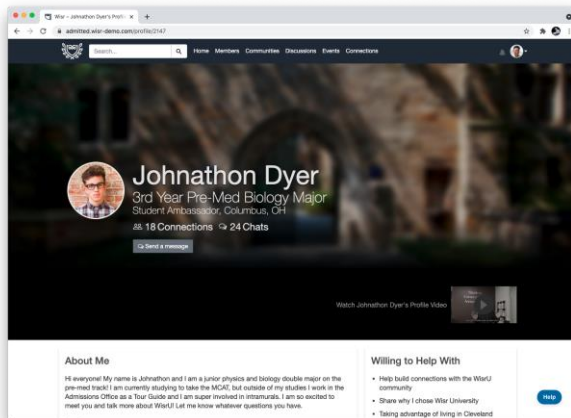 Wisr – Johnathon Dyer's Profi
admitted.wisr-demo.com/profile/2147
Search... Home Members Communities Discussions Events Connections
Johnathon Dyer
3rd Year Pre-Med Biology Major
Student Ambassador, Columbus, OH
18 Connections 24 Chats
Send a message
Watch Johnathon Dyer's Profile Video
About Me
Hi everyone! My name is Johnathon and I am a junior physics and biology double major on the
pre-med track! I am currently studying to take the MCAT, but outside of my studies I work in the
Admissions Office as a Tour Guide and I am super involved in intramurals. I am so excited to
meet you and talk more about WisrU! Let me know whatever questions you have.
Willing to Help With
• Help build connections with the WisrU
community
• Share why I chose Wisr University
• Taking advantage of living in Cleveland
Help